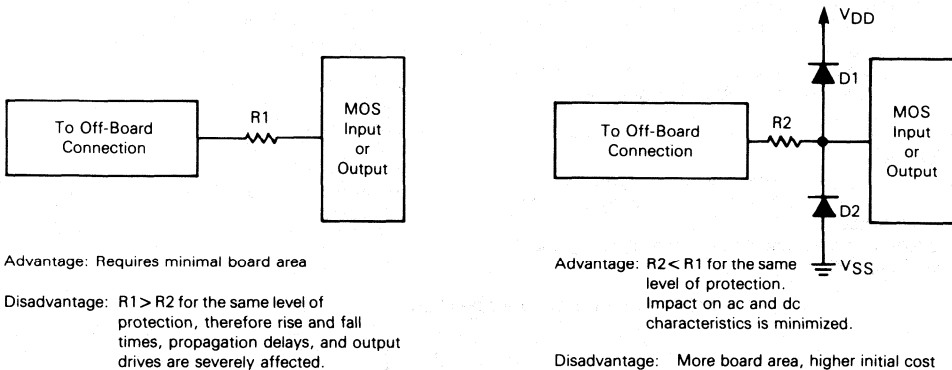 R1
To Off-Board
Connection
MOS
Input
or
Output
Advantage: Requires minimal board area
Disadvantage: R1 > R2 for the same level of
protection, therefore rise and fall
times, propagation delays, and output
drives are severely affected.
VDD
D1
R2
To Off-Board
Connection
MOS
Input
or
Output
D2
VSS
Advantage: R2 < R1 for the same
level of protection.
Impact on ac and dc
characteristics is minimized.
Disadvantage: More board area, higher initial cost